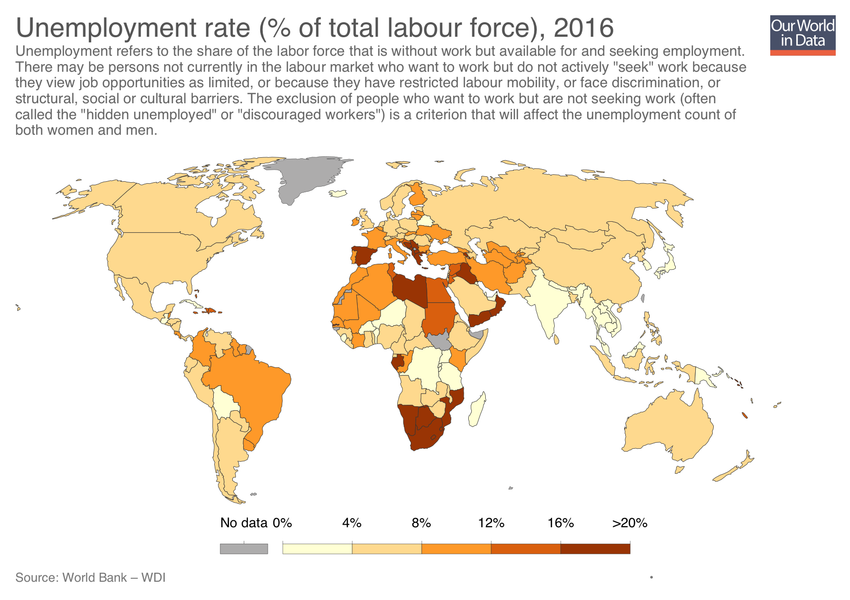 Unemployment rate (% of total labour force), 2016
Our World
in Data
Unemployment refers to the share of the labor force that is without work but available for and seeking employment.
There may be persons not currently in the labour market who want to work but do not actively "seek" work because
they view job opportunities as limited, or because they have restricted labour mobility, or face discrimination, or
structural, social or cultural barriers. The exclusion of people who want to work but are not seeking work (often
called the "hidden unemployed" or "discouraged workers") is a criterion that will affect the unemployment count of
both women and men.
No data 0% 4% 8% 12% 16% >20%
Source: World Bank – WDI